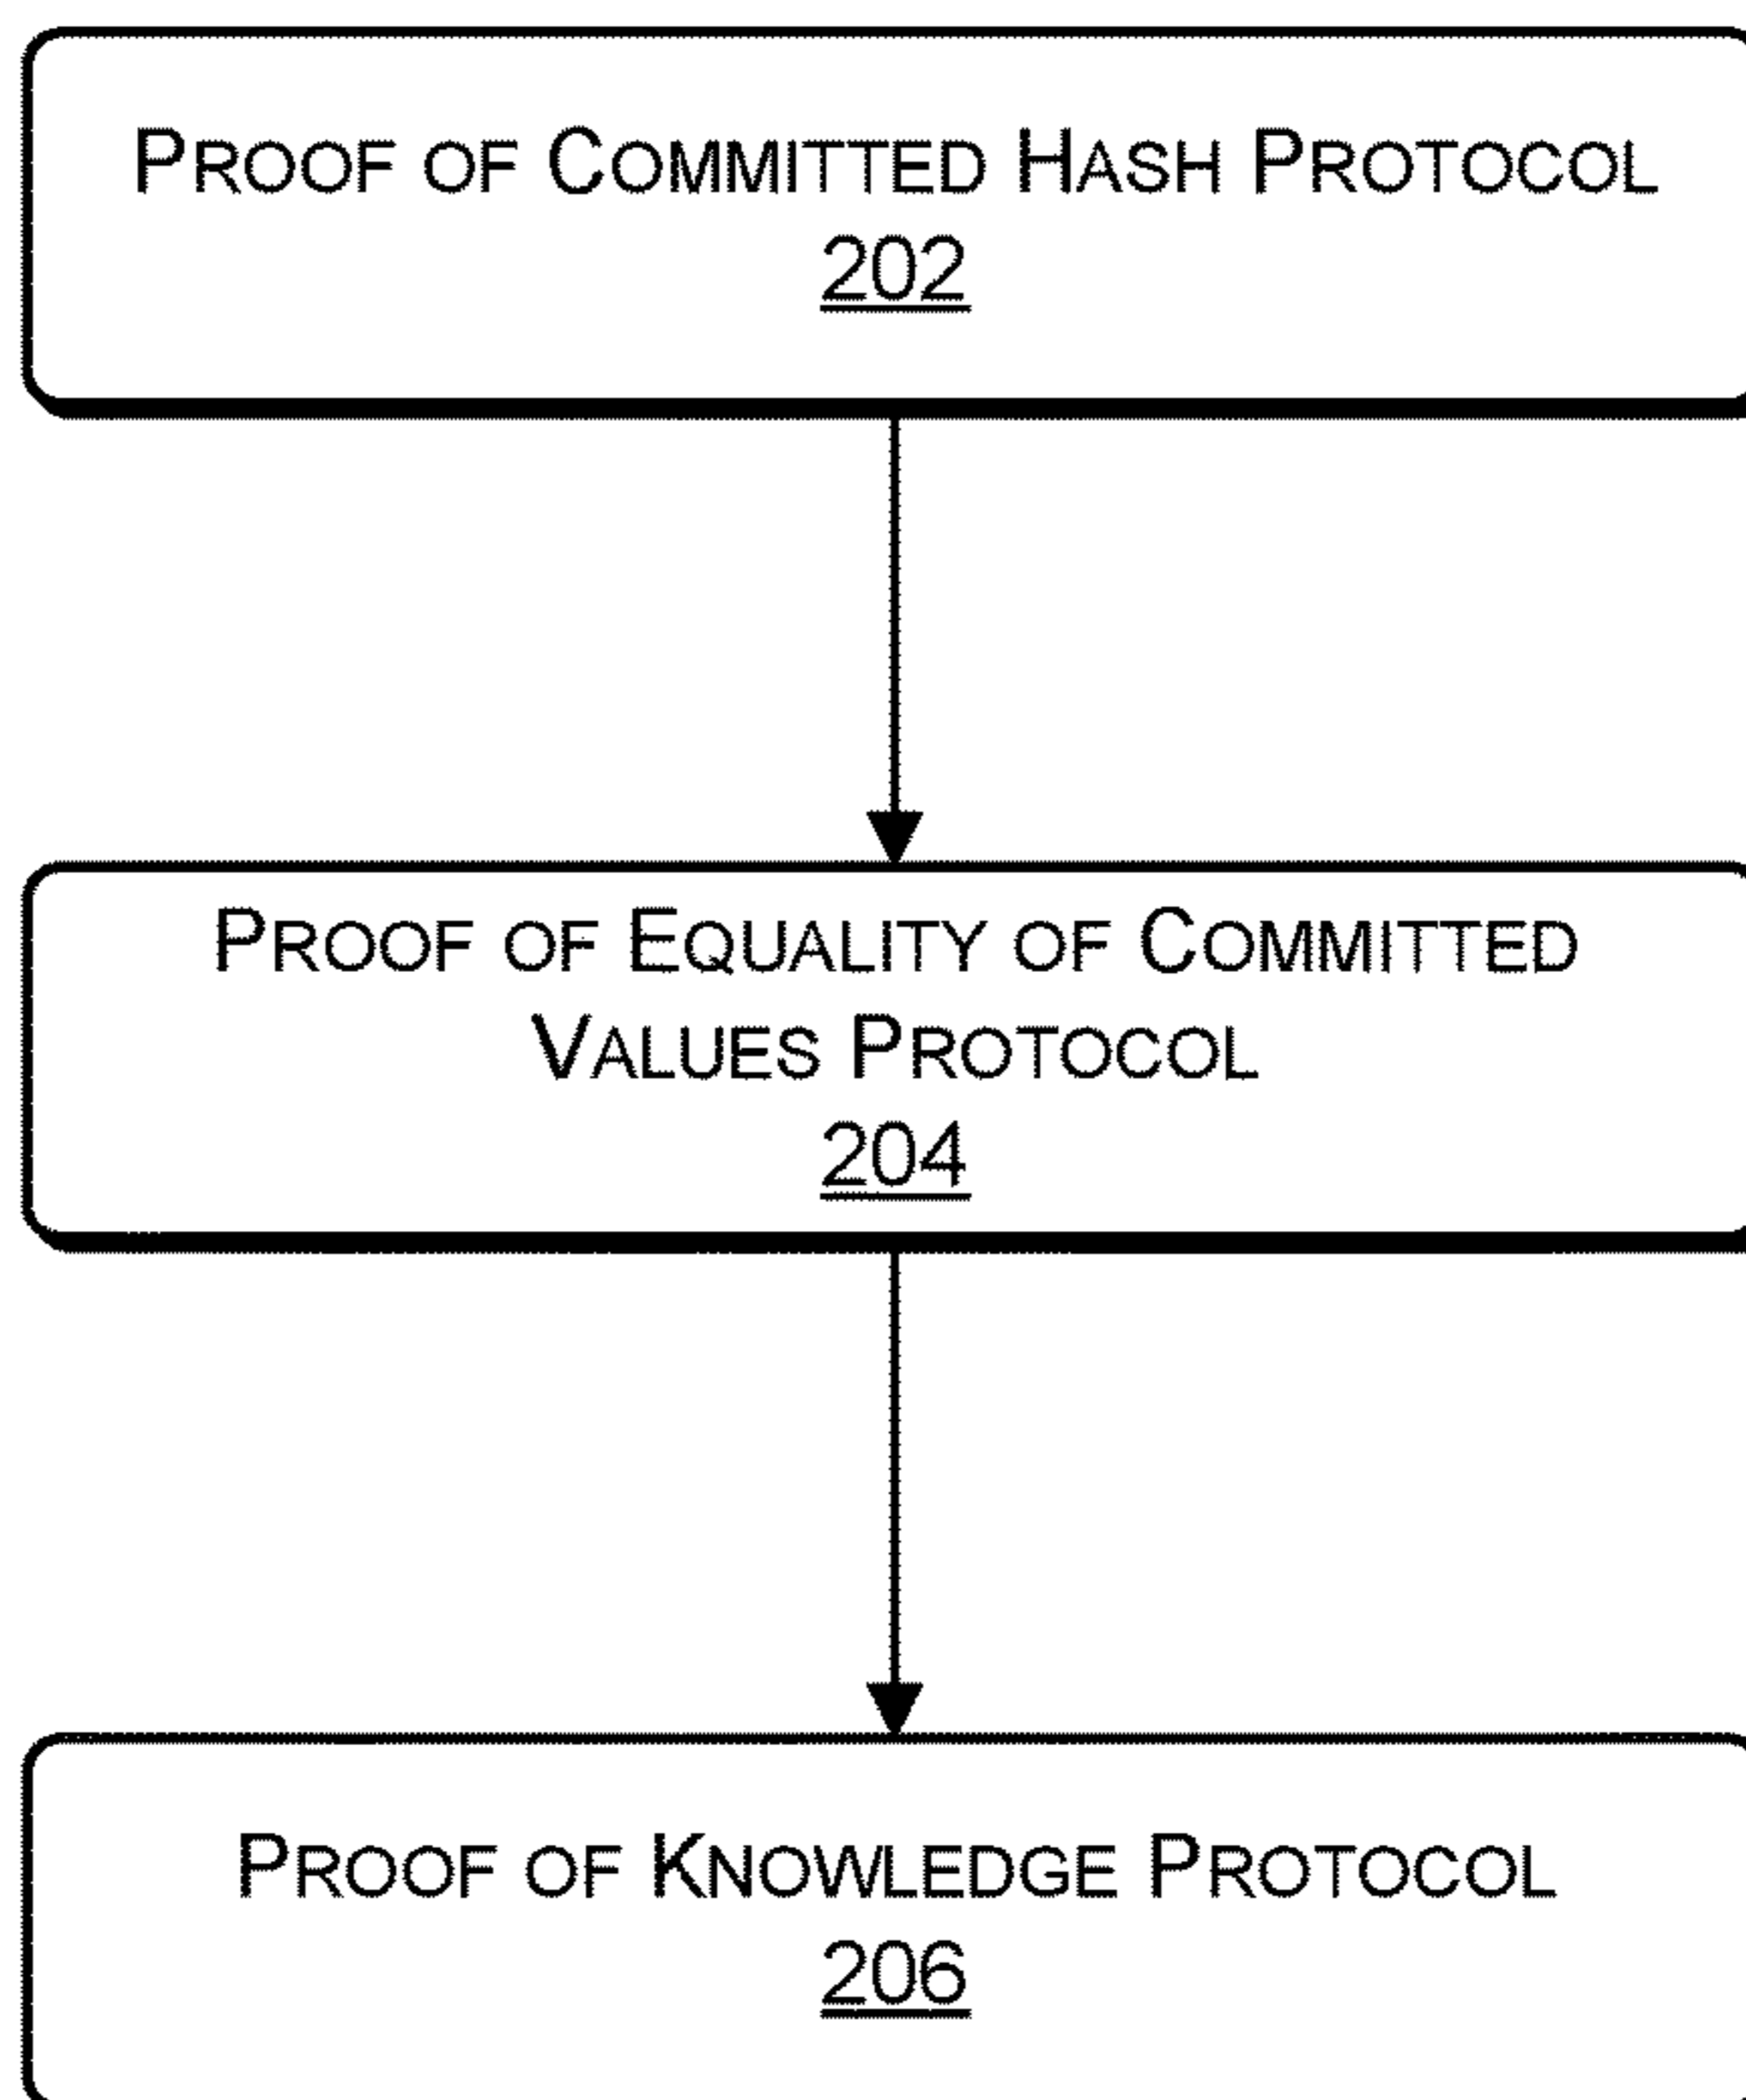 PROOF OF COMMITTED HASH PROTOCOL
202
PROOF OF EQUALITY OF COMMITTED
VALUES PROTOCOL
204
PROOF OF KNOWLEDGE PROTOCOL
206